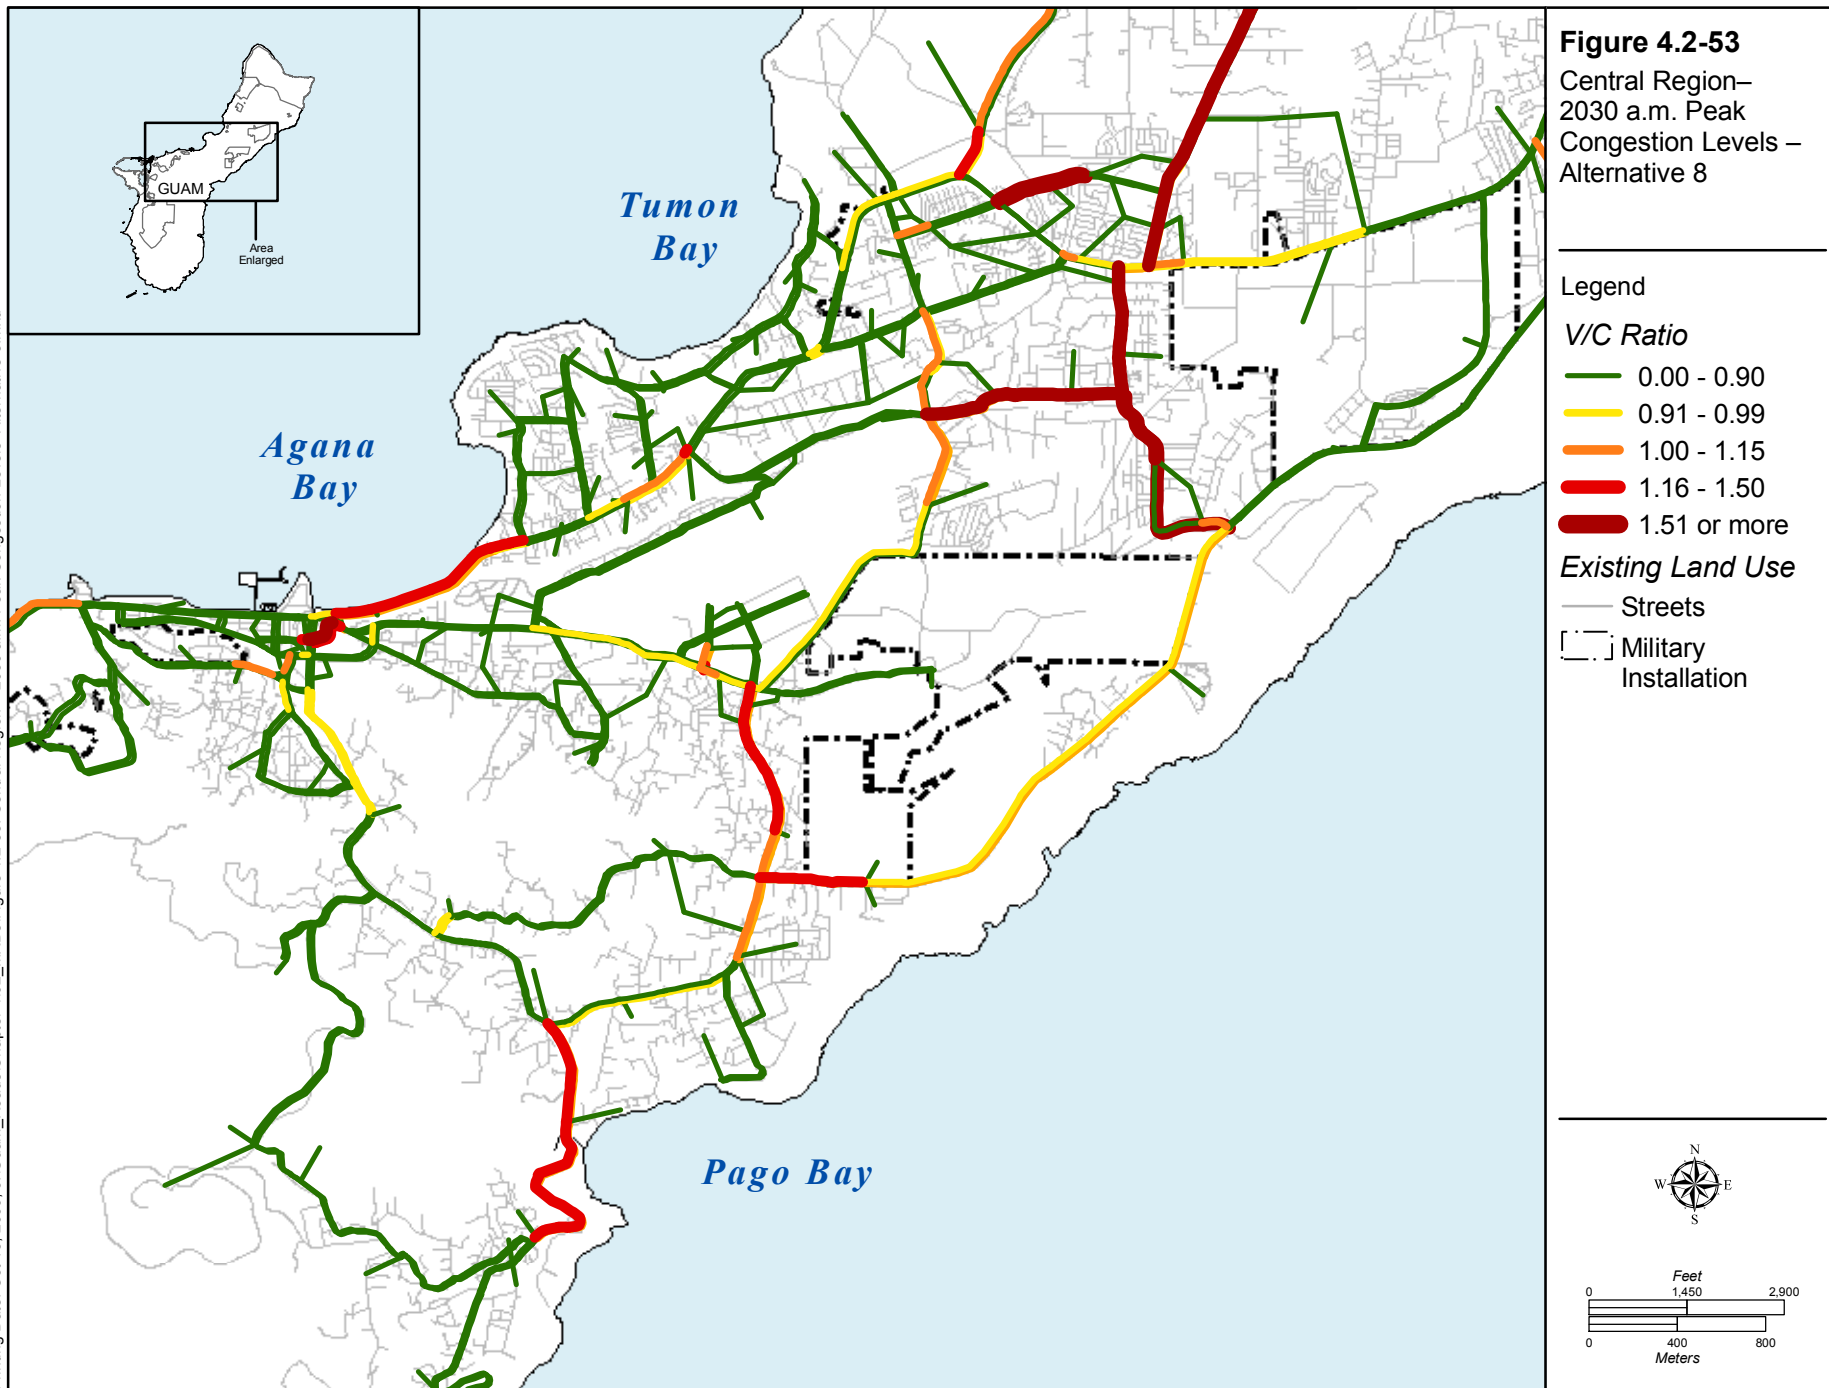 Figure 4.2-53
Central Region–
2030 a.m. Peak
Congestion Levels –
Alternative 8
Legend
V/C Ratio
0.00 - 0.90
0.91 - 0.99
1.00 - 1.15
1.16 - 1.50
1.51 or more
Existing Land Use
Streets
Military
Installation
GUAM
Area
Enlarged
Tumon
Bay
Agana
Bay
Pago Bay
N
W
E
S
Feet
0
1,450
2,900
0
400
800
Meters